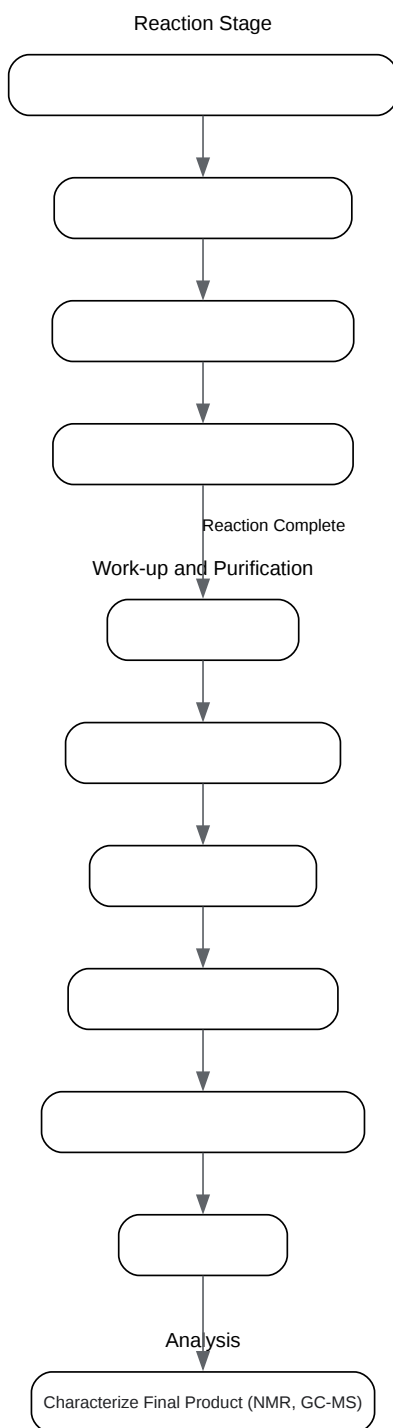 Reaction Stage
Reaction Complete
Work-up and Purification
Analysis
Characterize Final Product (NMR, GC-MS)